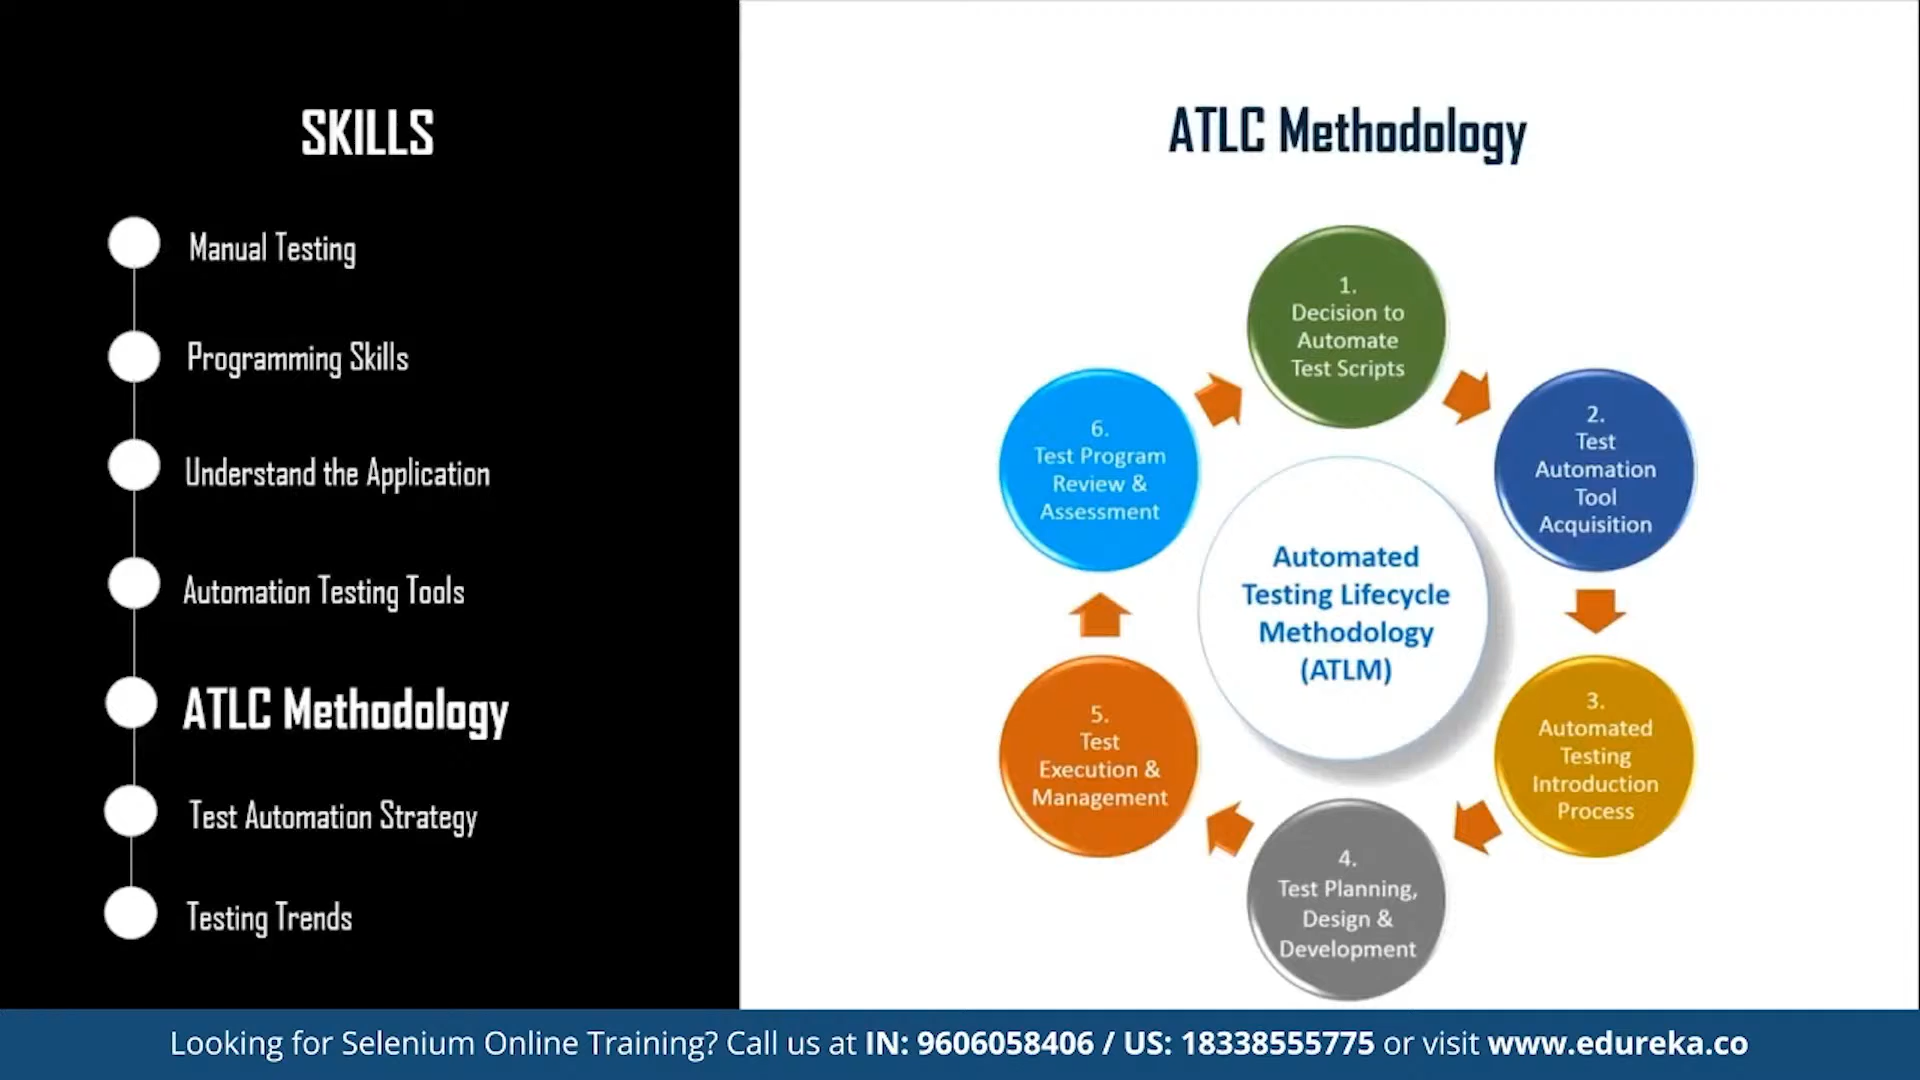 SKILLS
Manual Testing
Programming Skills
Understand the Application
Automation Testing Tools
ATLC Methodology
Test Automation Strategy
Testing Trends
ATLC Methodology
1.
Decision to
Automate
Test Scripts
2.
Test
Automation
Tool
Acquisition
3.
Automated
Testing
Introduction
Process
4.
Test Planning,
Design &
Development
5.
Test
Execution &
Management
6.
Test Program
Review &
Assessment
Automated
Testing Lifecycle
Methodology
(ATLM)
Looking for Selenium Online Training? Call us at IN: 9606058406 / US: 18338555775 or visit www.edureka.co